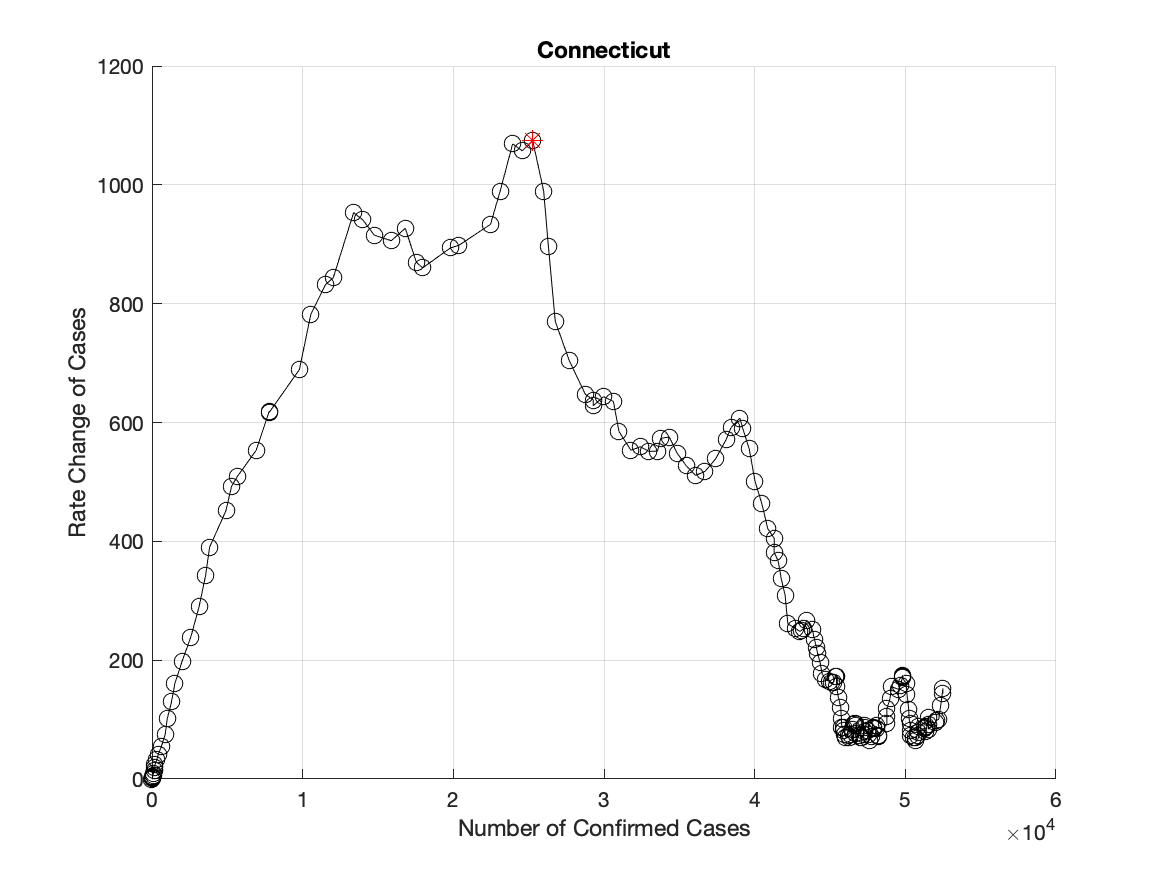 Connecticut
1200
1000
800
600
400
200
0
Rate Change of Cases
0 1 2 3 4 5 6
Number of Confirmed Cases
×10^4